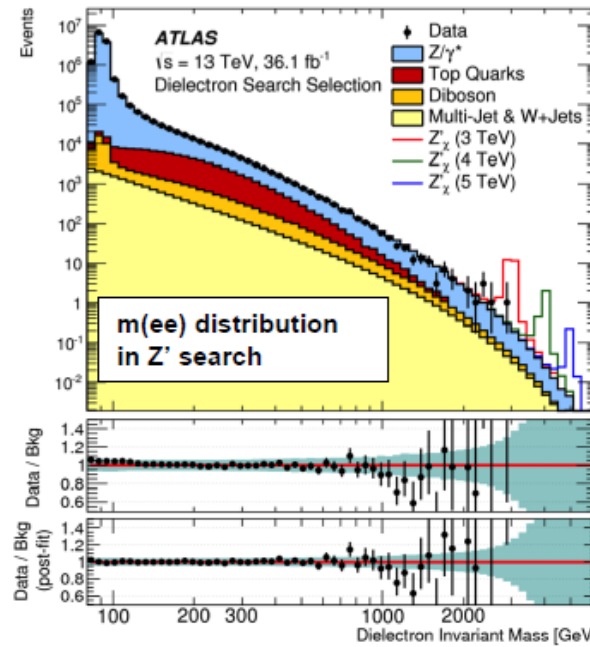 Events
10⁷
10⁶
10⁵
10⁴
10³
10²
10
1
10⁻¹
10⁻²
ATLAS
√s = 13 TeV, 36.1 fb⁻¹
Dielectron Search Selection
Data
Z/γ*
Top Quarks
Diboson
Multi-Jet & W+Jets
Z'χ (3 TeV)
Z'χ (4 TeV)
Z'χ (5 TeV)
m(ee) distribution
in Z' search
Data / Bkg
1.4
1.2
1
0.8
0.6
Data / Bkg
(post-fit)
1.4
1.2
1
0.8
0.6
100 200 300 1000 2000
Dielectron Invariant Mass [GeV